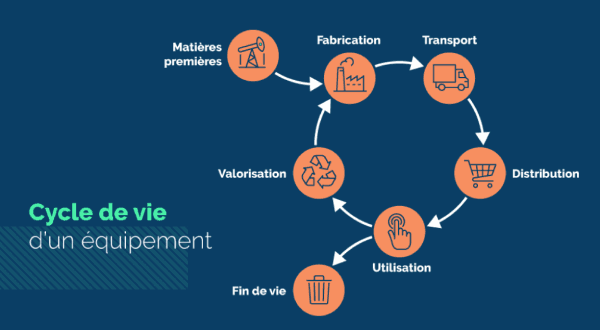 Matières
premières
Fabrication
Transport
Valorisation
Distribution
Cycle de vie
d'un équipement
Utilisation
Fin de vie